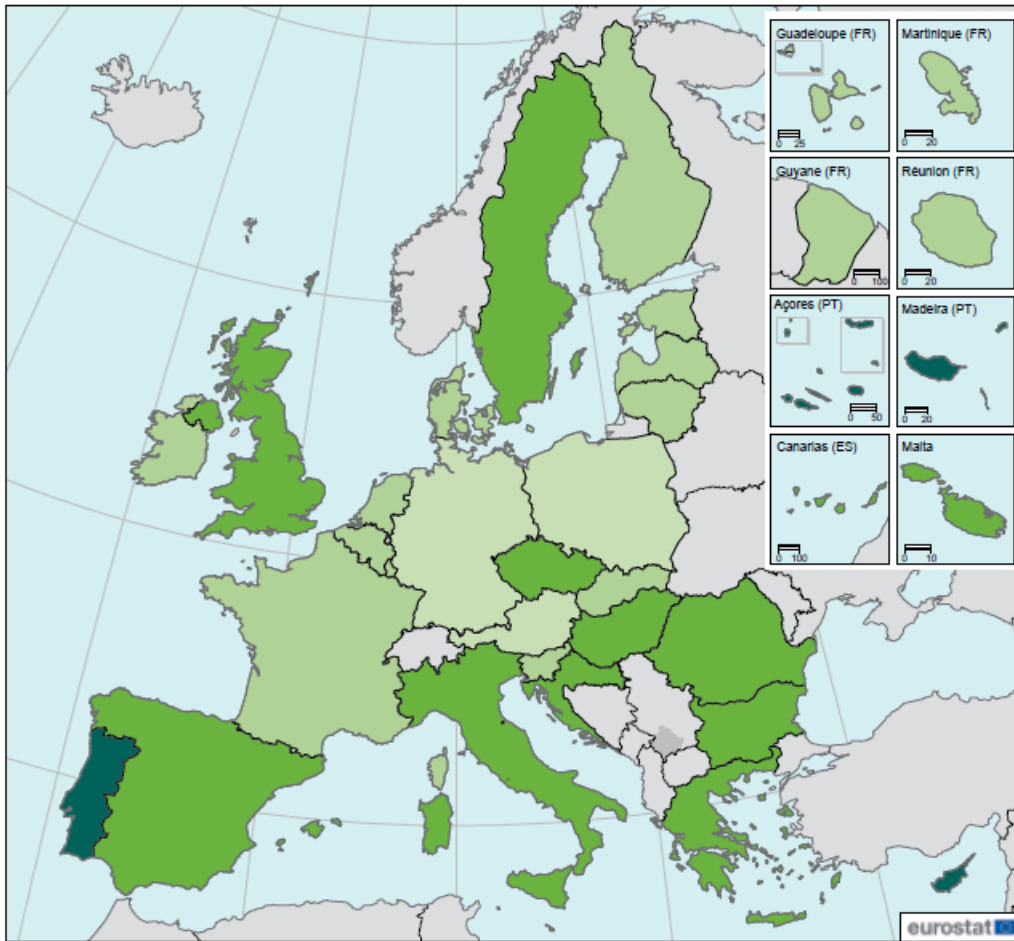 Guadeloupe (FR)
Martinique (FR)
0 25
0 20
Guyane (FR)
Réunion (FR)
0 100
0 20
Açores (PT)
Madeira (PT)
0 50
0 20
Canarias (ES)
Malta
0 100
0 10
eurostat